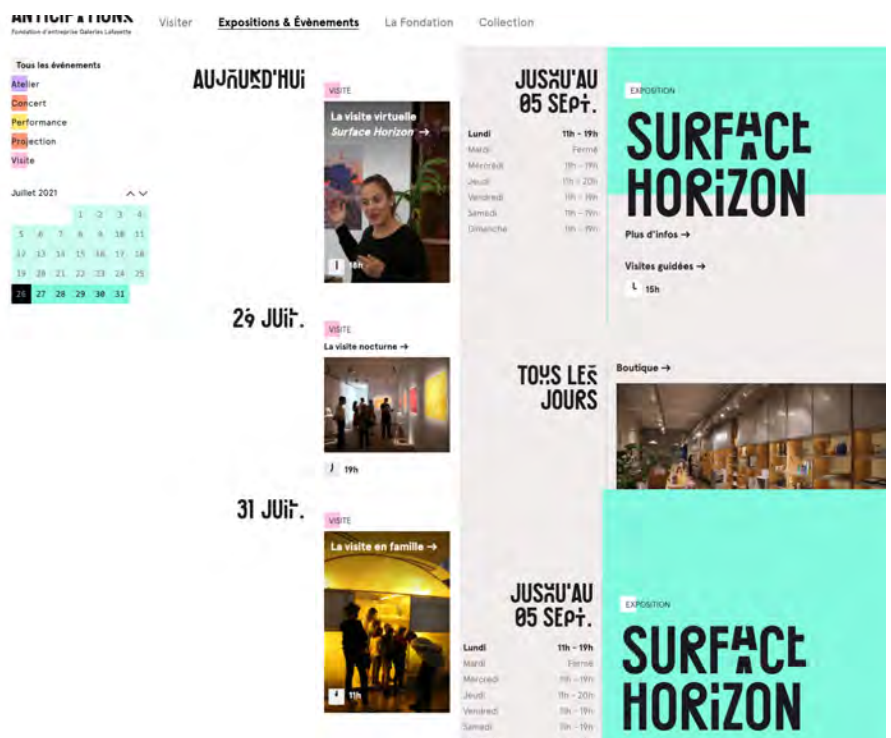 ANTICIPATIONS
Fondation d'entreprise Galeries Lafayette
Visiter
Expositions & Évènements
La Fondation
Collection
Tous les événements
Atelier
Concert
Performance
Projection
Visite
Juillet 2021
1 2 3 4
5 6 7 8 9 10 11
12 13 14 15 16 17 18
19 20 21 22 23 24 25
26 27 28 29 30 31
AUJOURD'HUI
VISITE
La visite virtuelle
Surface Horizon →
18h
29 JUIL.
VISITE
La visite nocturne →
19h
31 JUIL.
VISITE
La visite en famille →
11h
JUSQU'AU
05 SEPT.
Lundi 11h – 19h
Mardi Fermé
Mercredi 11h – 19h
Jeudi 11h – 20h
Vendredi 11h – 19h
Samedi 11h – 19h
Dimanche 11h – 19h
EXPOSITION
SURFACE
HORIZON
Plus d'infos →
Visites guidées →
15h
TOUS LES
JOURS
Boutique →
JUSQU'AU
05 SEPT.
Lundi 11h – 19h
Mardi Fermé
Mercredi 11h – 19h
Jeudi 11h – 20h
Vendredi 11h – 19h
Samedi 11h – 19h
EXPOSITION
SURFACE
HORIZON